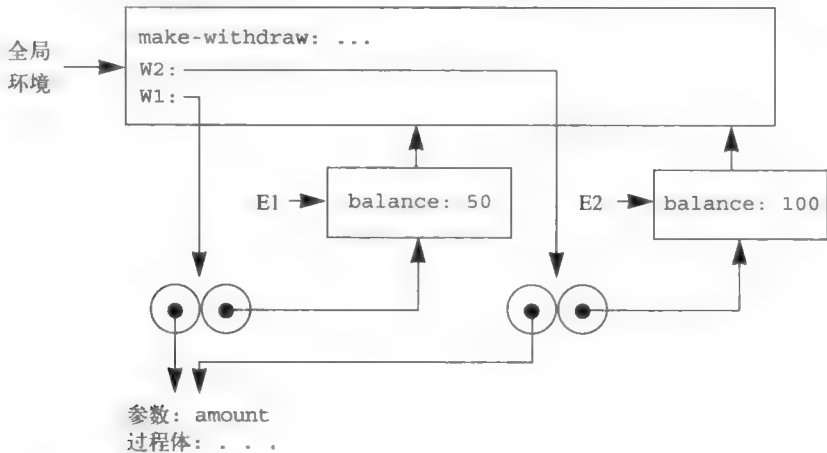 make-withdraw: ...
全局
环境
W2:
W1:
E1
balance: 50
E2
balance: 100
参数: amount
过程体: . . .